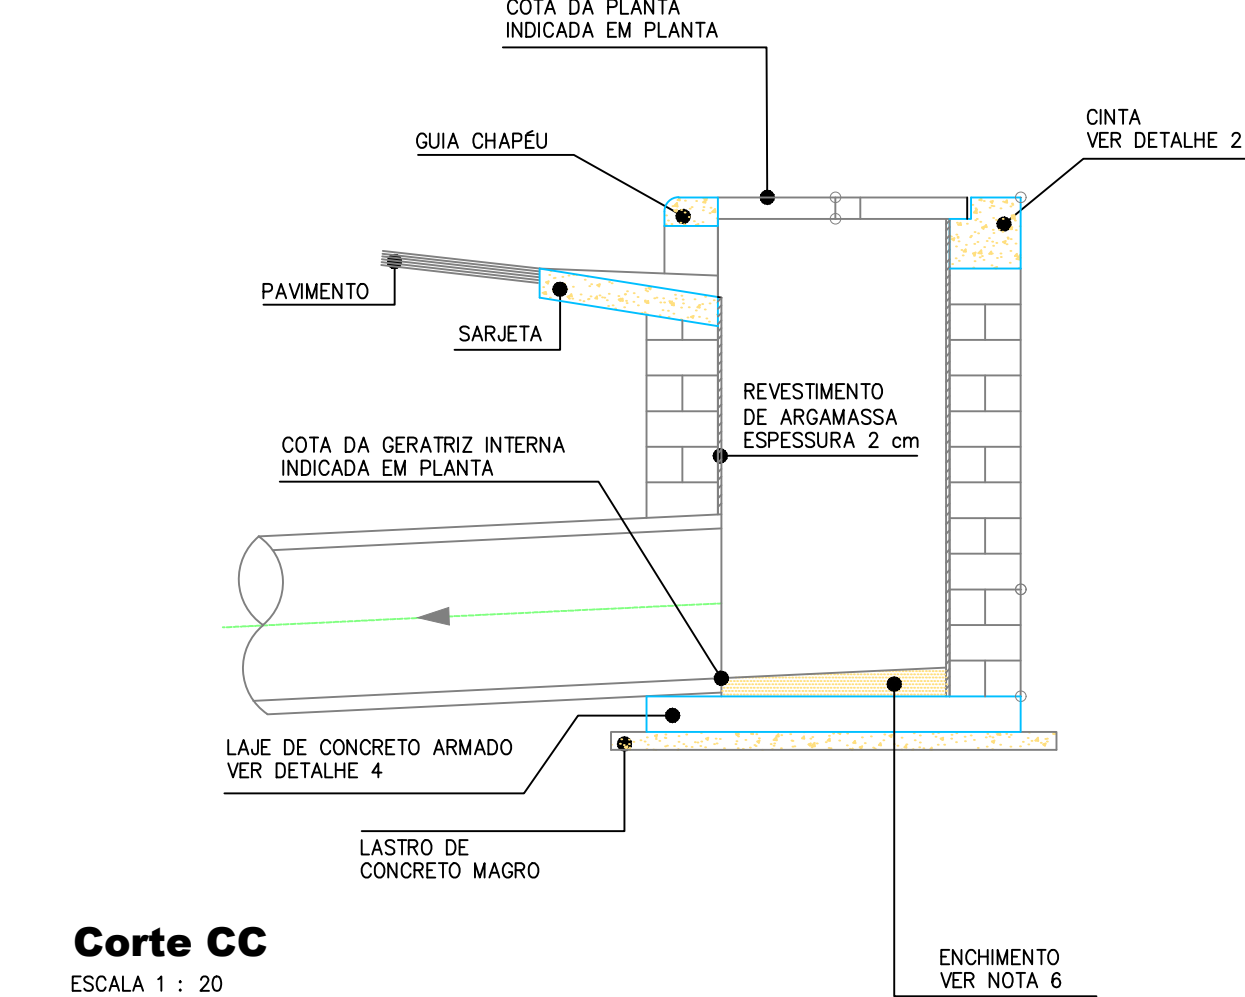 COTA DA PLANTA
INDICADA EM PLANTA
GUIA CHAPÉU
CINTA
VER DETALHE 2
PAVIMENTO
SARJETA
REVESTIMENTO
DE ARGAMASSA
ESPESSURA 2 cm
COTA DA GERATRIZ INTERNA
INDICADA EM PLANTA
LAJE DE CONCRETO ARMADO
VER DETALHE 4
LASTRO DE
CONCRETO MAGRO
Corte CC
ESCALA 1 : 20
ENCHIMENTO
VER NOTA 6